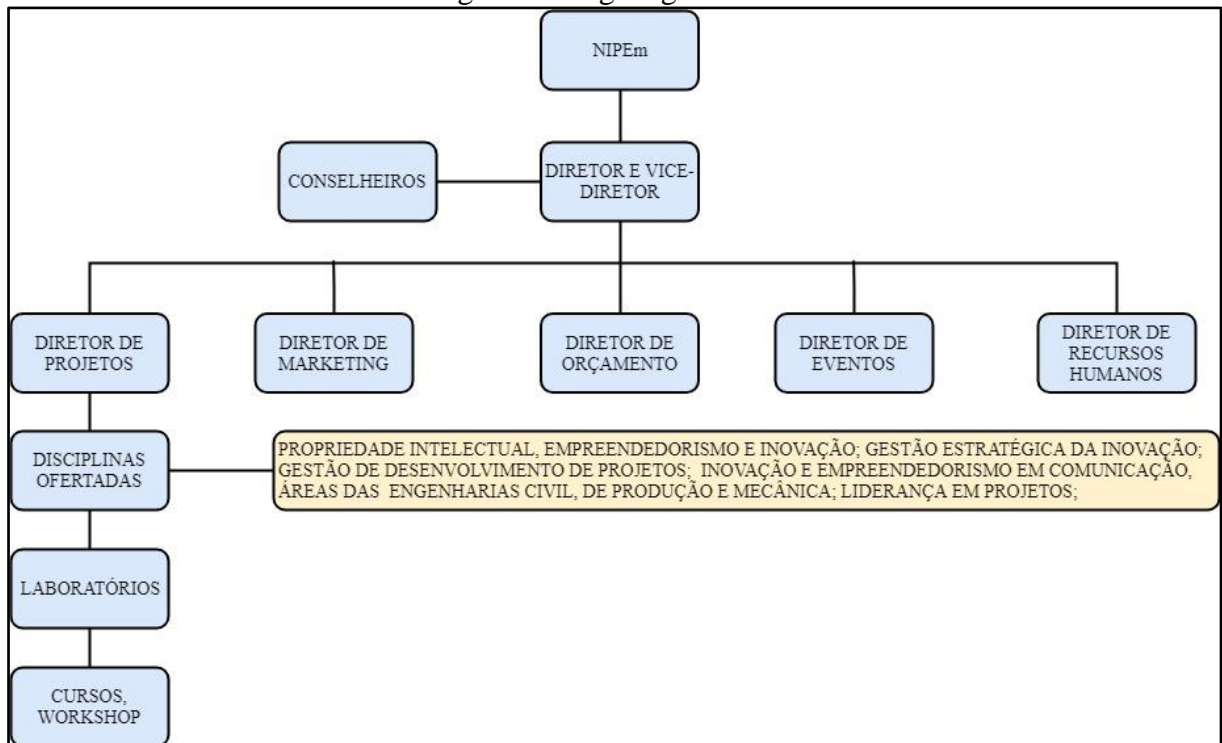 NIPEm
CONSELHEIROS
DIRETOR E VICE-
DIRETOR
DIRETOR DE
PROJETOS
DIRETOR DE
MARKETING
DIRETOR DE
ORÇAMENTO
DIRETOR DE
EVENTOS
DIRETOR DE
RECURSOS
HUMANOS
DISCIPLINAS
OFERTADAS
PROPRIEDADE INTELECTUAL, EMPREENDEDORISMO E INOVAÇÃO; GESTÃO ESTRATÉGICA DA INOVAÇÃO;
GESTÃO DE DESENVOLVIMENTO DE PROJETOS; INOVAÇÃO E EMPREENDEDORISMO EM COMUNICAÇÃO,
ÁREAS DAS ENGENHARIAS CIVIL, DE PRODUÇÃO E MECÂNICA; LIDERANÇA EM PROJETOS;
LABORATÓRIOS
CURSOS,
WORKSHOP